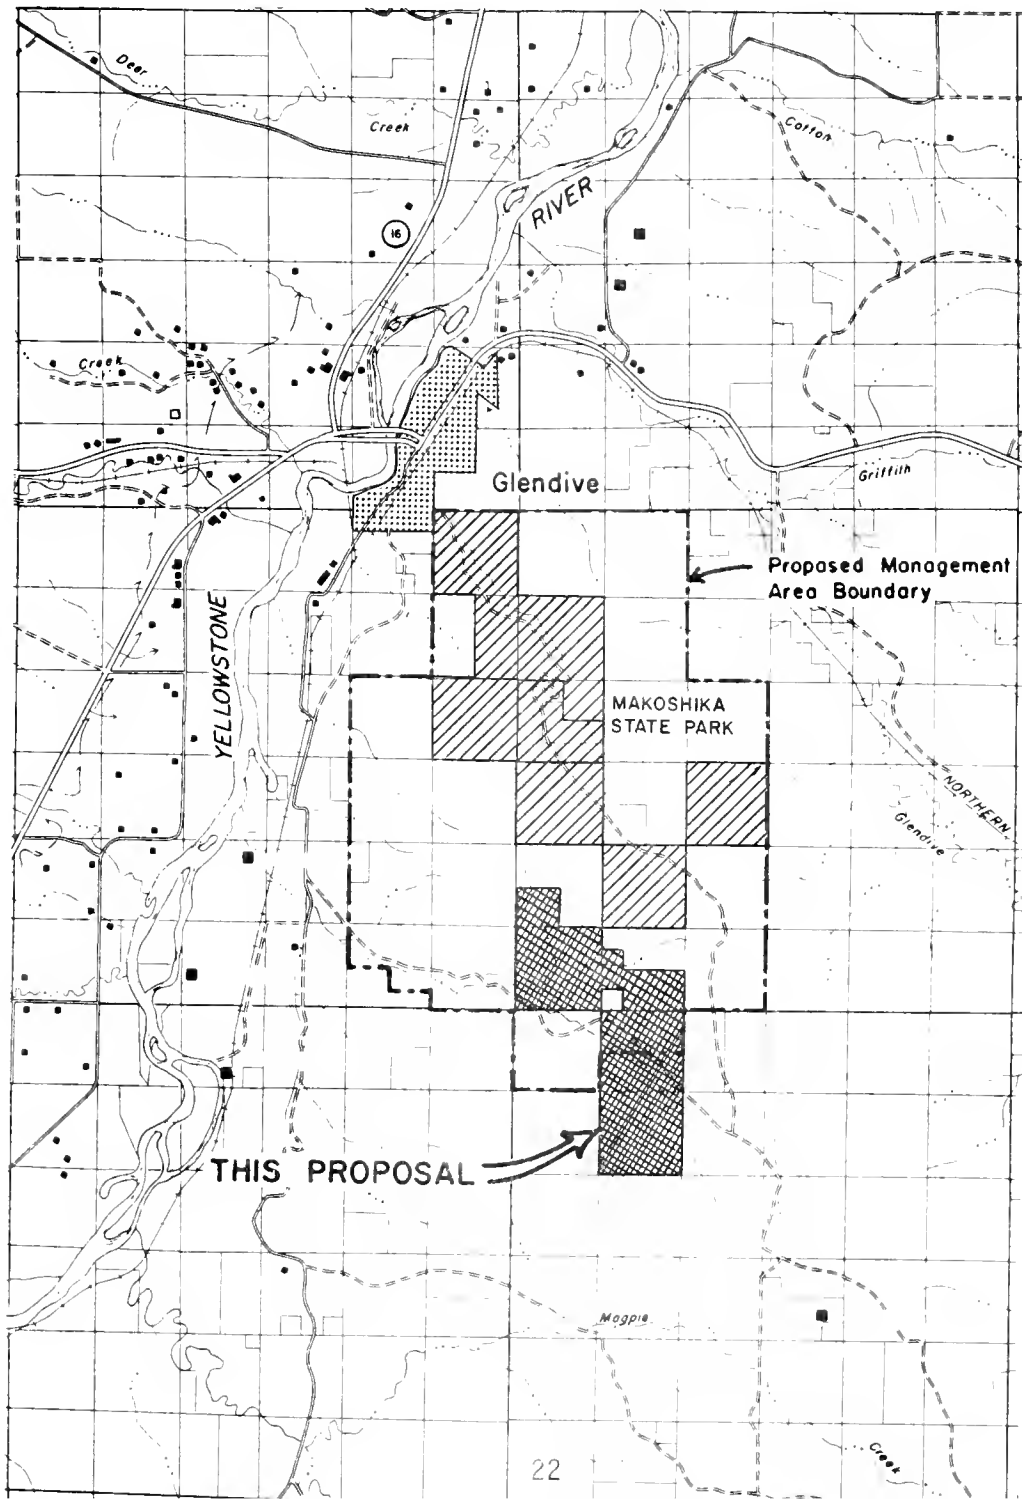 Deer
Creek
Cotton
RIVER
16
Creek
Glendive
Griffith
Proposed Management
Area Boundary
YELLOWSTONE
MAKOSHIKA
STATE PARK
NORTHERN
Glendive
THIS PROPOSAL
Magpie
Creek
22